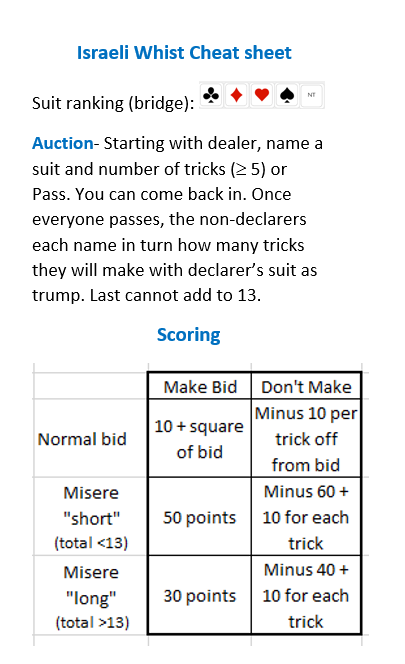 Israeli Whist Cheat sheet
Suit ranking (bridge): ♣ ♦ ♥ ♠ NT
Auction- Starting with dealer, name a
suit and number of tricks (≥ 5) or
Pass. You can come back in. Once
everyone passes, the non-declarers
each name in turn how many tricks
they will make with declarer’s suit as
trump. Last cannot add to 13.
Scoring
Make Bid Don't Make
Normal bid
10 + square
of bid
Minus 10 per
trick off
from bid
Misere
"short"
(total <13)
50 points
Minus 60 +
10 for each
trick
Misere
"long"
(total >13)
30 points
Minus 40 +
10 for each
trick